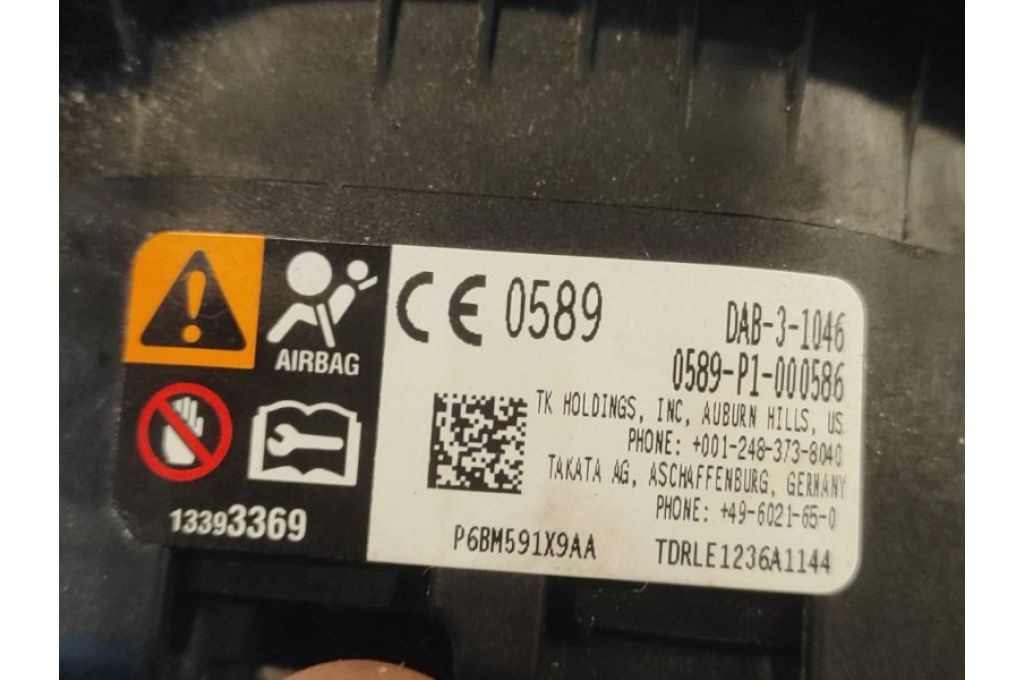 AIRBAG
13393369
CE 0589
DAB-3-1046
0589-P1-000586
TK HOLDINGS, INC, AUBURN HILLS, US
PHONE: +001-248-373-8040
TAKATA AG, ASCHAFFENBURG, GERMANY
PHONE: +49-6021-65-0
P6BM591X9AA
TDRLE1236A1144